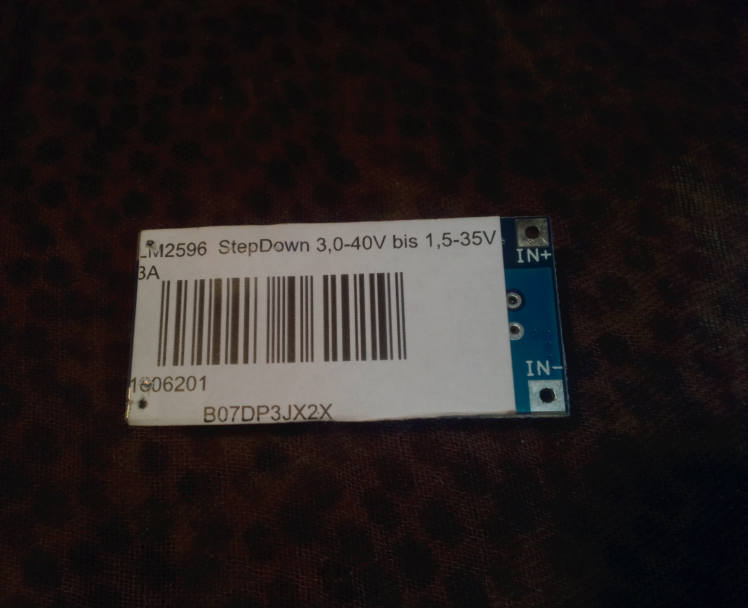 LM2596 StepDown 3,0-40V bis 1,5-35V
3A
IN+
IN-
1606201
B07DP3JX2X